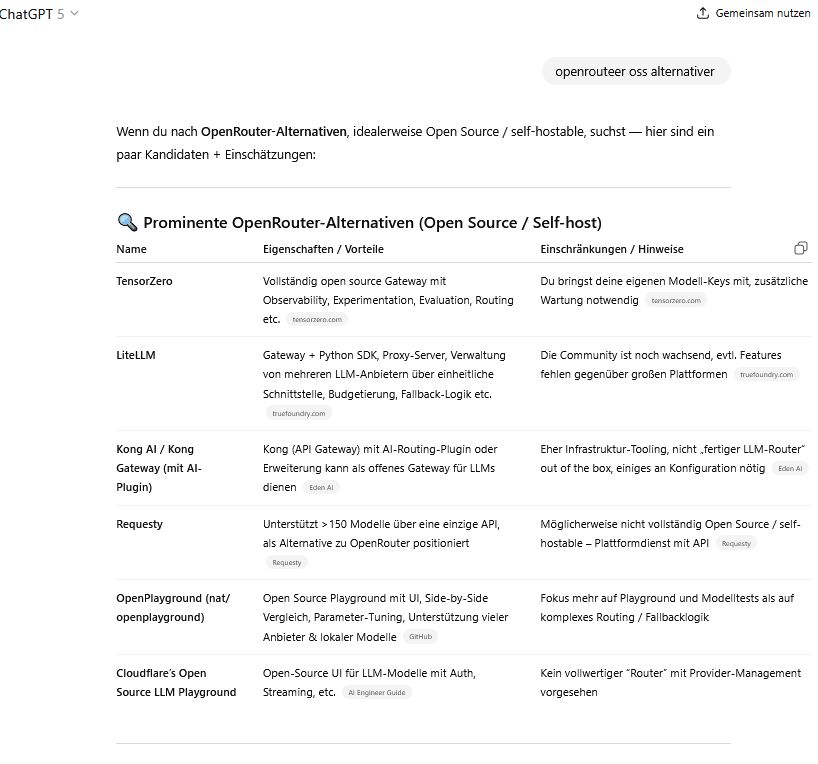 ChatGPT 5
Gemeinsam nutzen
openrouteer oss alternativer
Wenn du nach OpenRouter-Alternativen, idealerweise Open Source / self-hostable, suchst — hier sind ein
paar Kandidaten + Einschätzungen:
Prominente OpenRouter-Alternativen (Open Source / Self-host)
Name Eigenschaften / Vorteile Einschränkungen / Hinweise
TensorZero Vollständig open source Gateway mit Du bringst deine eigenen Modell-Keys mit, zusätzliche
Observability, Experimentation, Evaluation, Routing Wartung notwendig tensorzero.com
etc. tensorzero.com
LiteLLM Gateway + Python SDK, Proxy-Server, Verwaltung Die Community ist noch wachsend, evtl. Features
von mehreren LLM-Anbietern über einheitliche fehlen gegenüber großen Plattformen truefoundry.com
Schnittstelle, Budgetierung, Fallback-Logik etc.
truefoundry.com
Kong AI / Kong Kong (API Gateway) mit AI-Routing-Plugin oder Eher Infrastruktur-Tooling, nicht „fertiger LLM-Router“
Gateway (mit AI- Erweiterung kann als offenes Gateway für LLMs out of the box, einiges an Konfiguration nötig Eden AI
Plugin) dienen Eden AI
Requesty Unterstützt >150 Modelle über eine einzige API, Möglicherweise nicht vollständig Open Source / self-
als Alternative zu OpenRouter positioniert hostable – Plattformdienst mit API Requesty
Requesty
OpenPlayground (nat/ Open Source Playground mit UI, Side-by-Side Fokus mehr auf Playground und Modelltests als auf
openplayground) Vergleich, Parameter-Tuning, Unterstützung vieler komplexes Routing / Fallbacklogik
Anbieter & lokaler Modelle GitHub
Cloudflare’s Open Open-Source UI für LLM-Modelle mit Auth, Kein vollwertiger “Router” mit Provider-Management
Source LLM Playground Streaming, etc. AI Engineer Guide vorgesehen